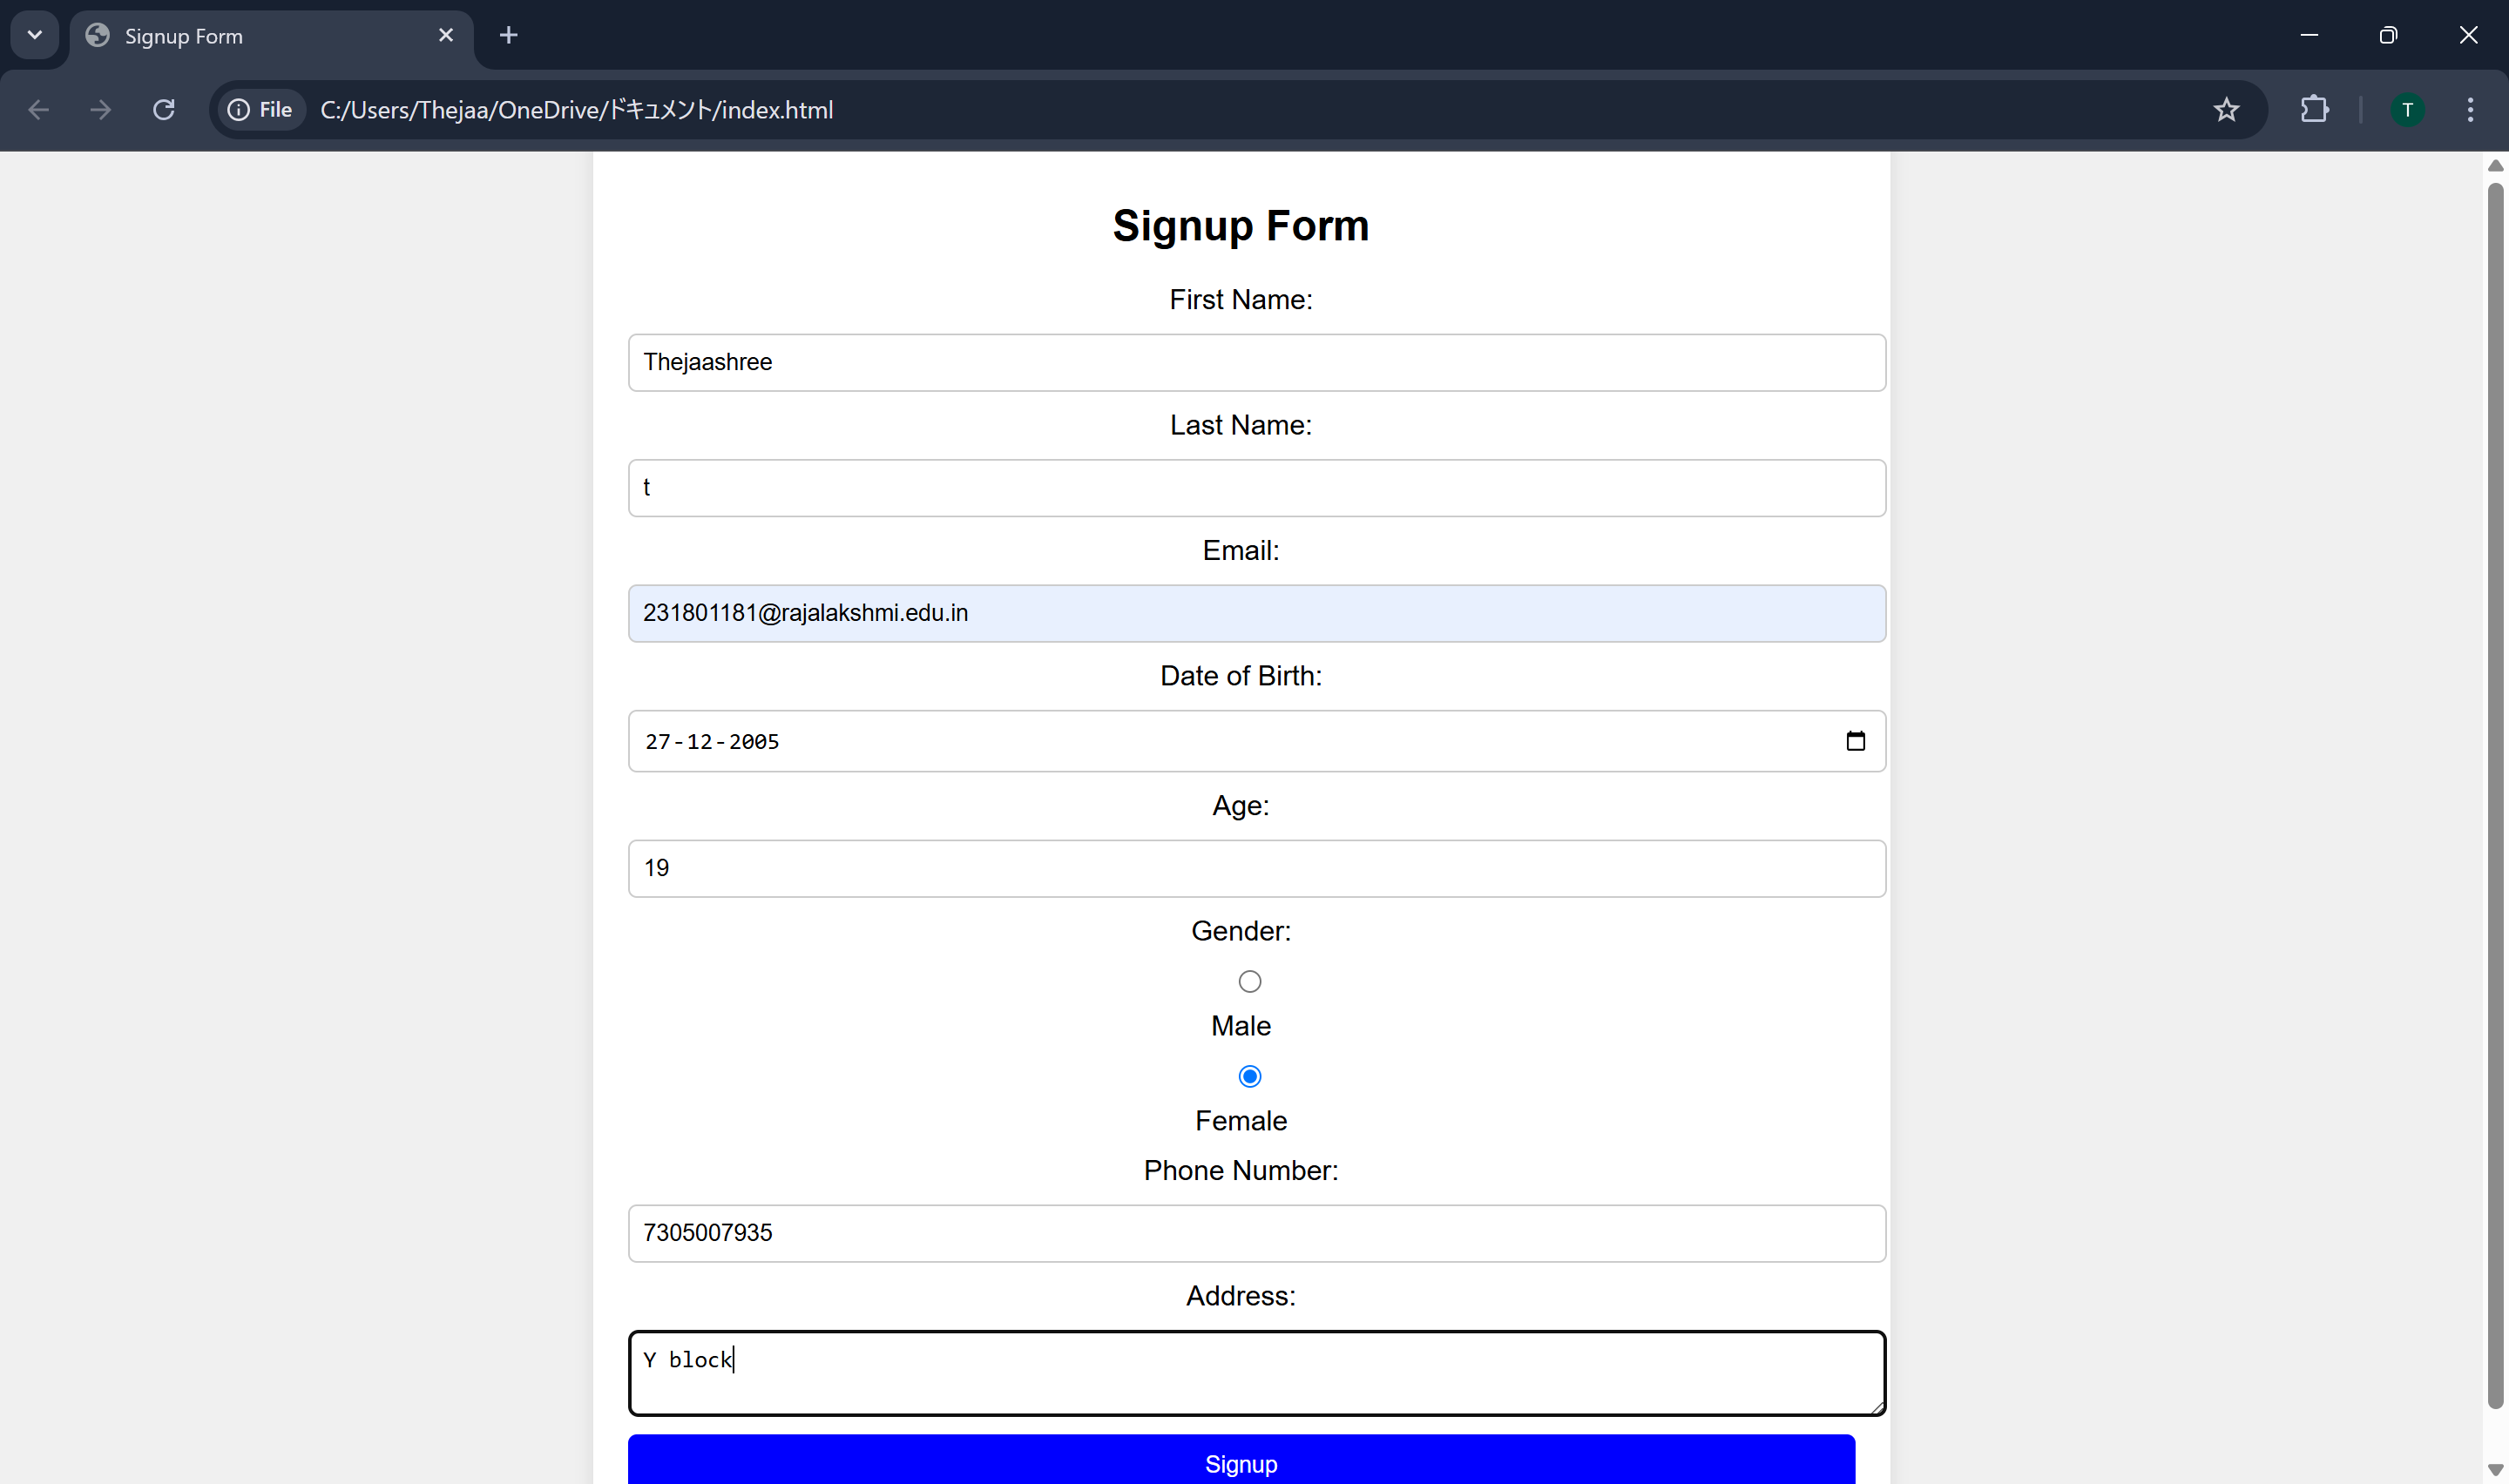 Signup Form
File C:/Users/Thejaa/OneDrive/ドキュメント/index.html
T
Signup Form
First Name:
Thejaashree
Last Name:
t
Email:
231801181@rajalakshmi.edu.in
Date of Birth:
27-12-2005
Age:
19
Gender:
Male
Female
Phone Number:
7305007935
Address:
Y block
Signup